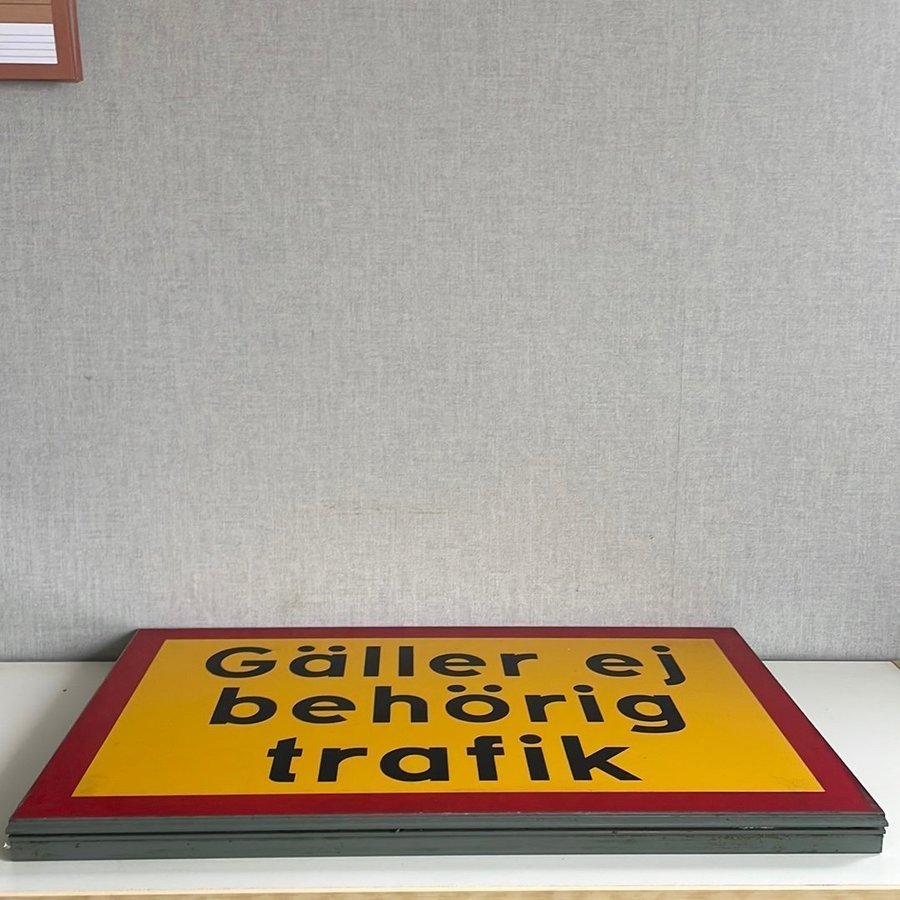 Gäller ej
behörig
trafik